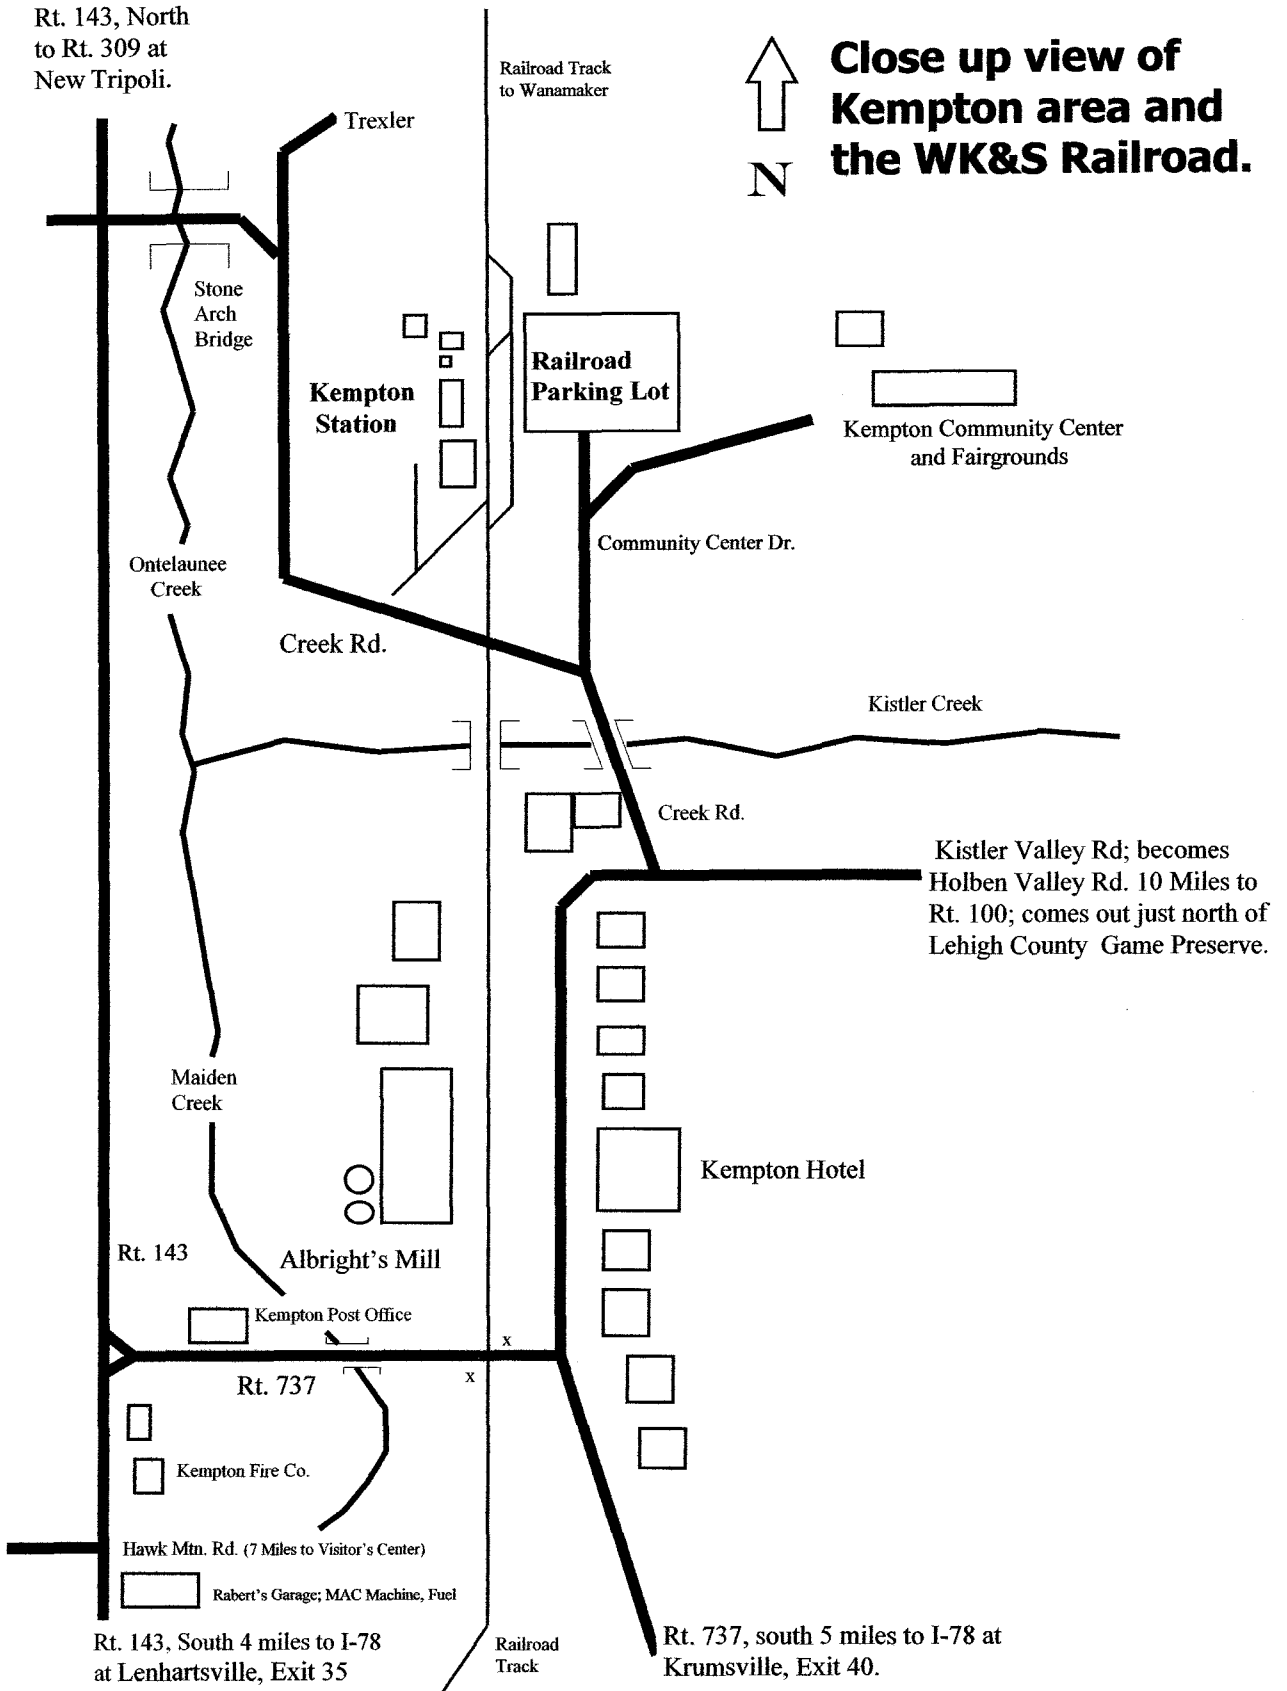 Rt. 143, North
to Rt. 309 at
New Tripoli.
Railroad Track
to Wanamaker
Close up view of
Kempton area and
the WK&S Railroad.
N
Trexler
Stone
Arch
Bridge
Kempton
Station
Railroad
Parking Lot
Kempton Community Center
and Fairgrounds
Community Center Dr.
Ontelaunee
Creek
Creek Rd.
Kistler Creek
Creek Rd.
Kistler Valley Rd; becomes
Holben Valley Rd. 10 Miles to
Rt. 100; comes out just north of
Lehigh County Game Preserve.
Maiden
Creek
Kempton Hotel
Rt. 143
Albright's Mill
Kempton Post Office
x
x
Rt. 737
Kempton Fire Co.
Hawk Mtn. Rd. (7 Miles to Visitor's Center)
Rabert's Garage; MAC Machine, Fuel
Rt. 143, South 4 miles to I-78
at Lenhartsville, Exit 35
Railroad
Track
Rt. 737, south 5 miles to I-78 at
Krumsville, Exit 40.